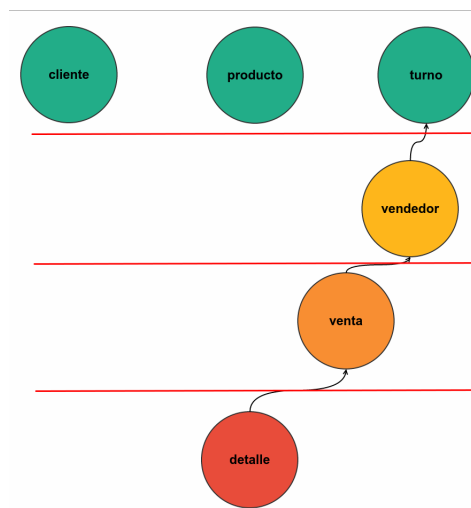 cliente
producto
turno
vendedor
venta
detalle